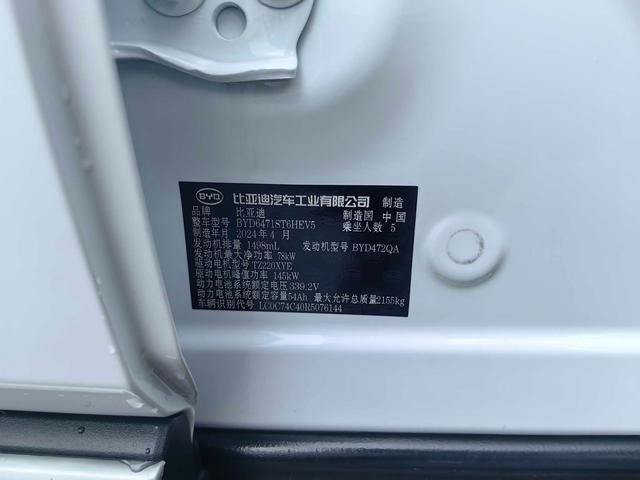 BYD 比亚迪汽车工业有限公司 制造
品牌 比亚迪 制造国 中国
整车型号 BYD6471ST6HEV5 乘坐人数 5
制造年月 2024年4月
发动机排量 1498mL 发动机型号 BYD472QA
发动机最大净功率 78kW
驱动电机型号 TZ220XYE
驱动电机峰值功率 145kW
动力电池系统额定电压 339.2V
动力电池系统额定容量 54Ah 最大允许总质量 2155kg
车辆识别代号 LC0C74C40R5076144